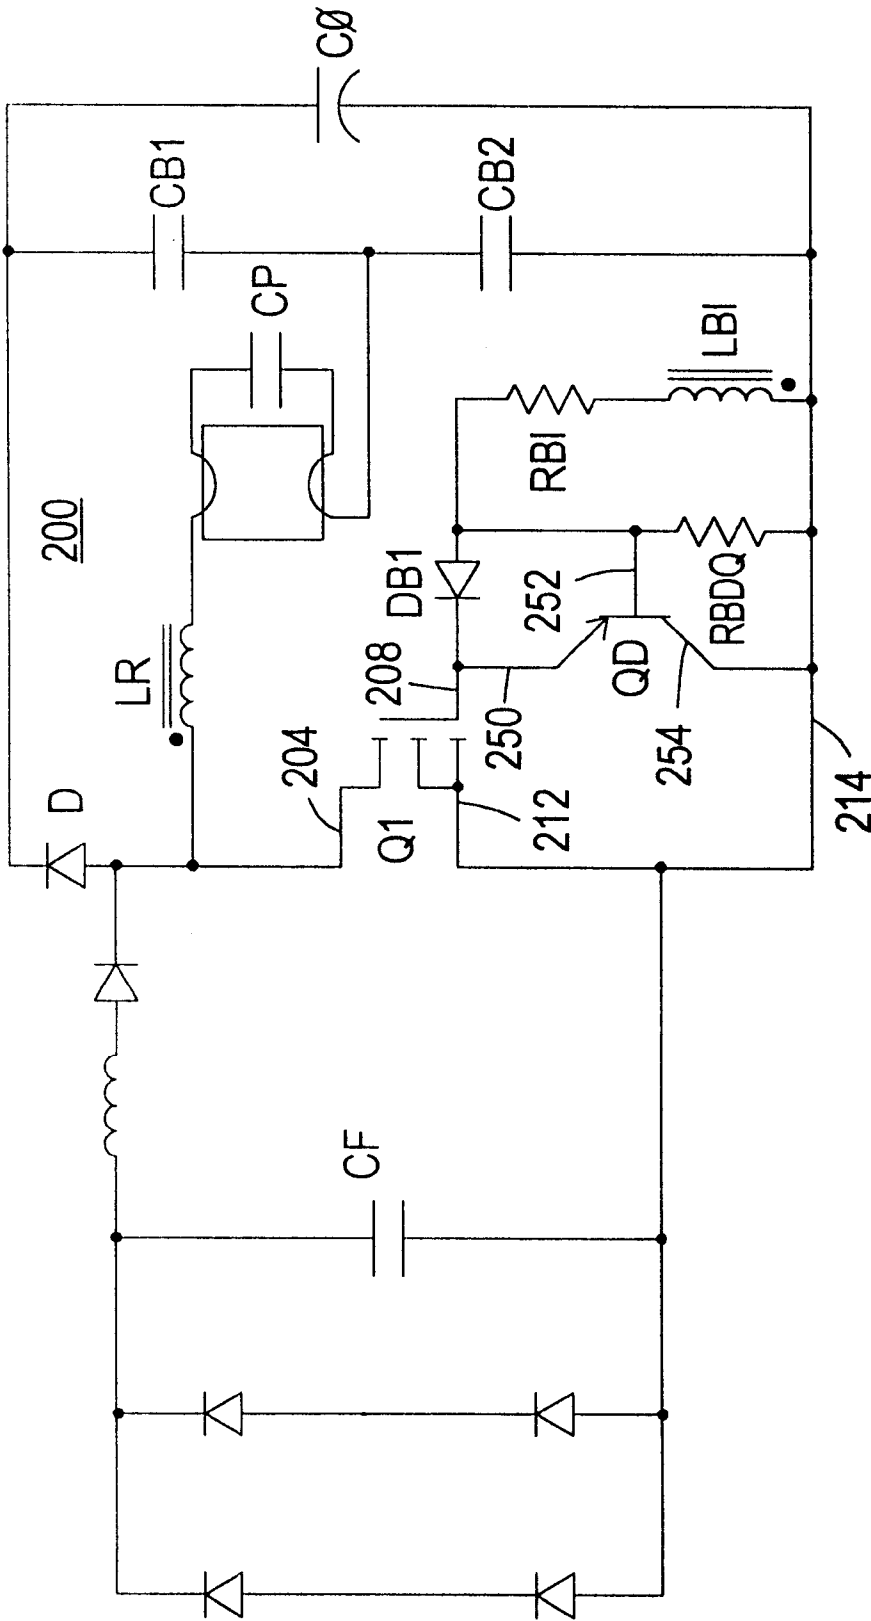 CØ
CB1
CB2
CP
LBI
RBI
200
DB1
252
RBDQ
LR
208
QD
250
254
204
D
Q1
212
214
CF